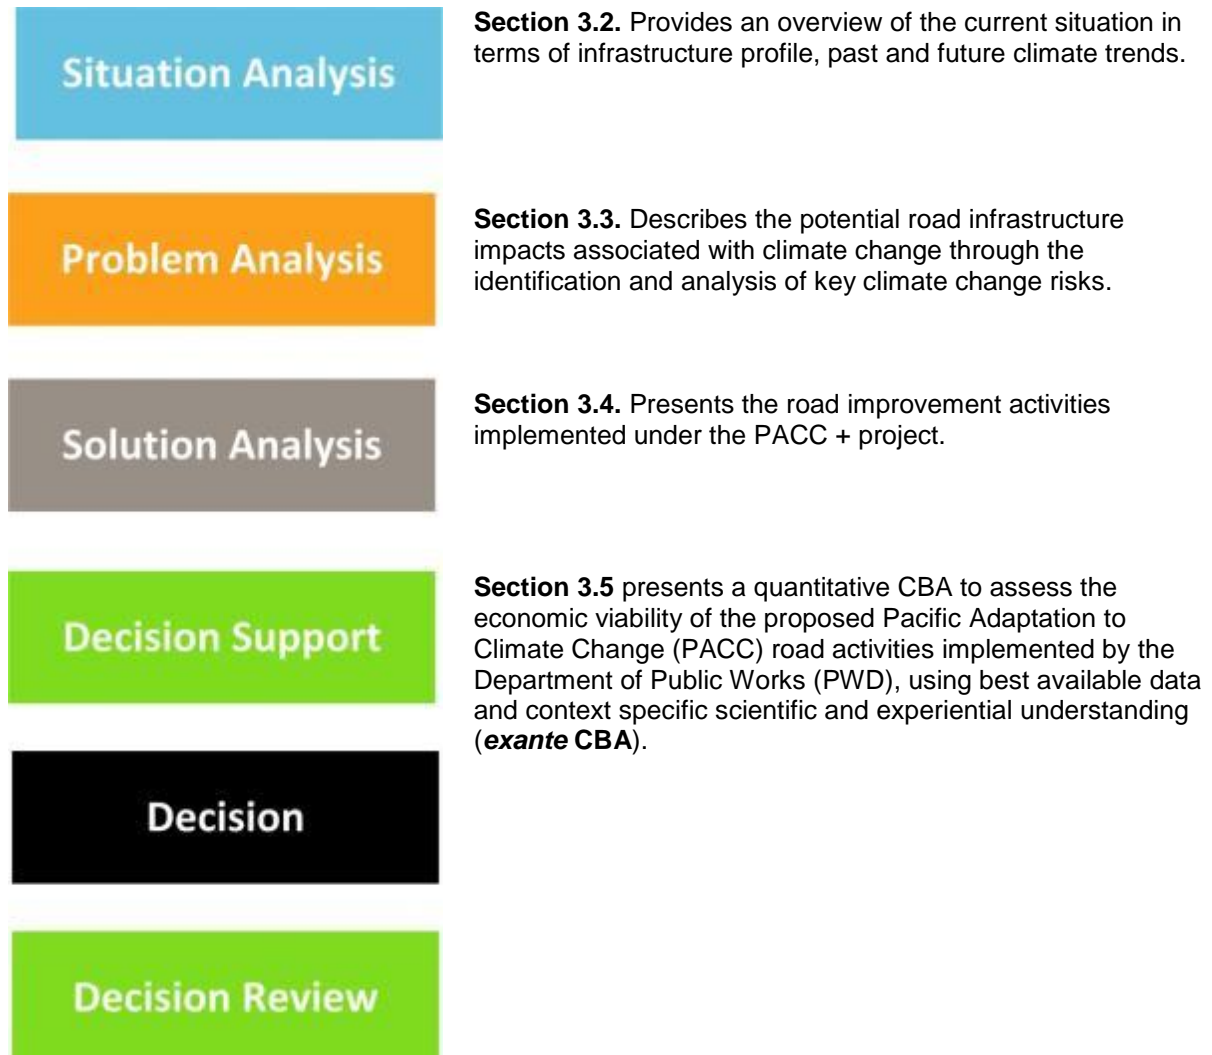 Situation Analysis
Section 3.2. Provides an overview of the current situation in
terms of infrastructure profile, past and future climate trends.
Problem Analysis
Section 3.3. Describes the potential road infrastructure
impacts associated with climate change through the
identification and analysis of key climate change risks.
Solution Analysis
Section 3.4. Presents the road improvement activities
implemented under the PACC + project.
Decision Support
Section 3.5 presents a quantitative CBA to assess the
economic viability of the proposed Pacific Adaptation to
Climate Change (PACC) road activities implemented by the
Department of Public Works (PWD), using best available data
and context specific scientific and experiential understanding
(exante CBA).
Decision
Decision Review